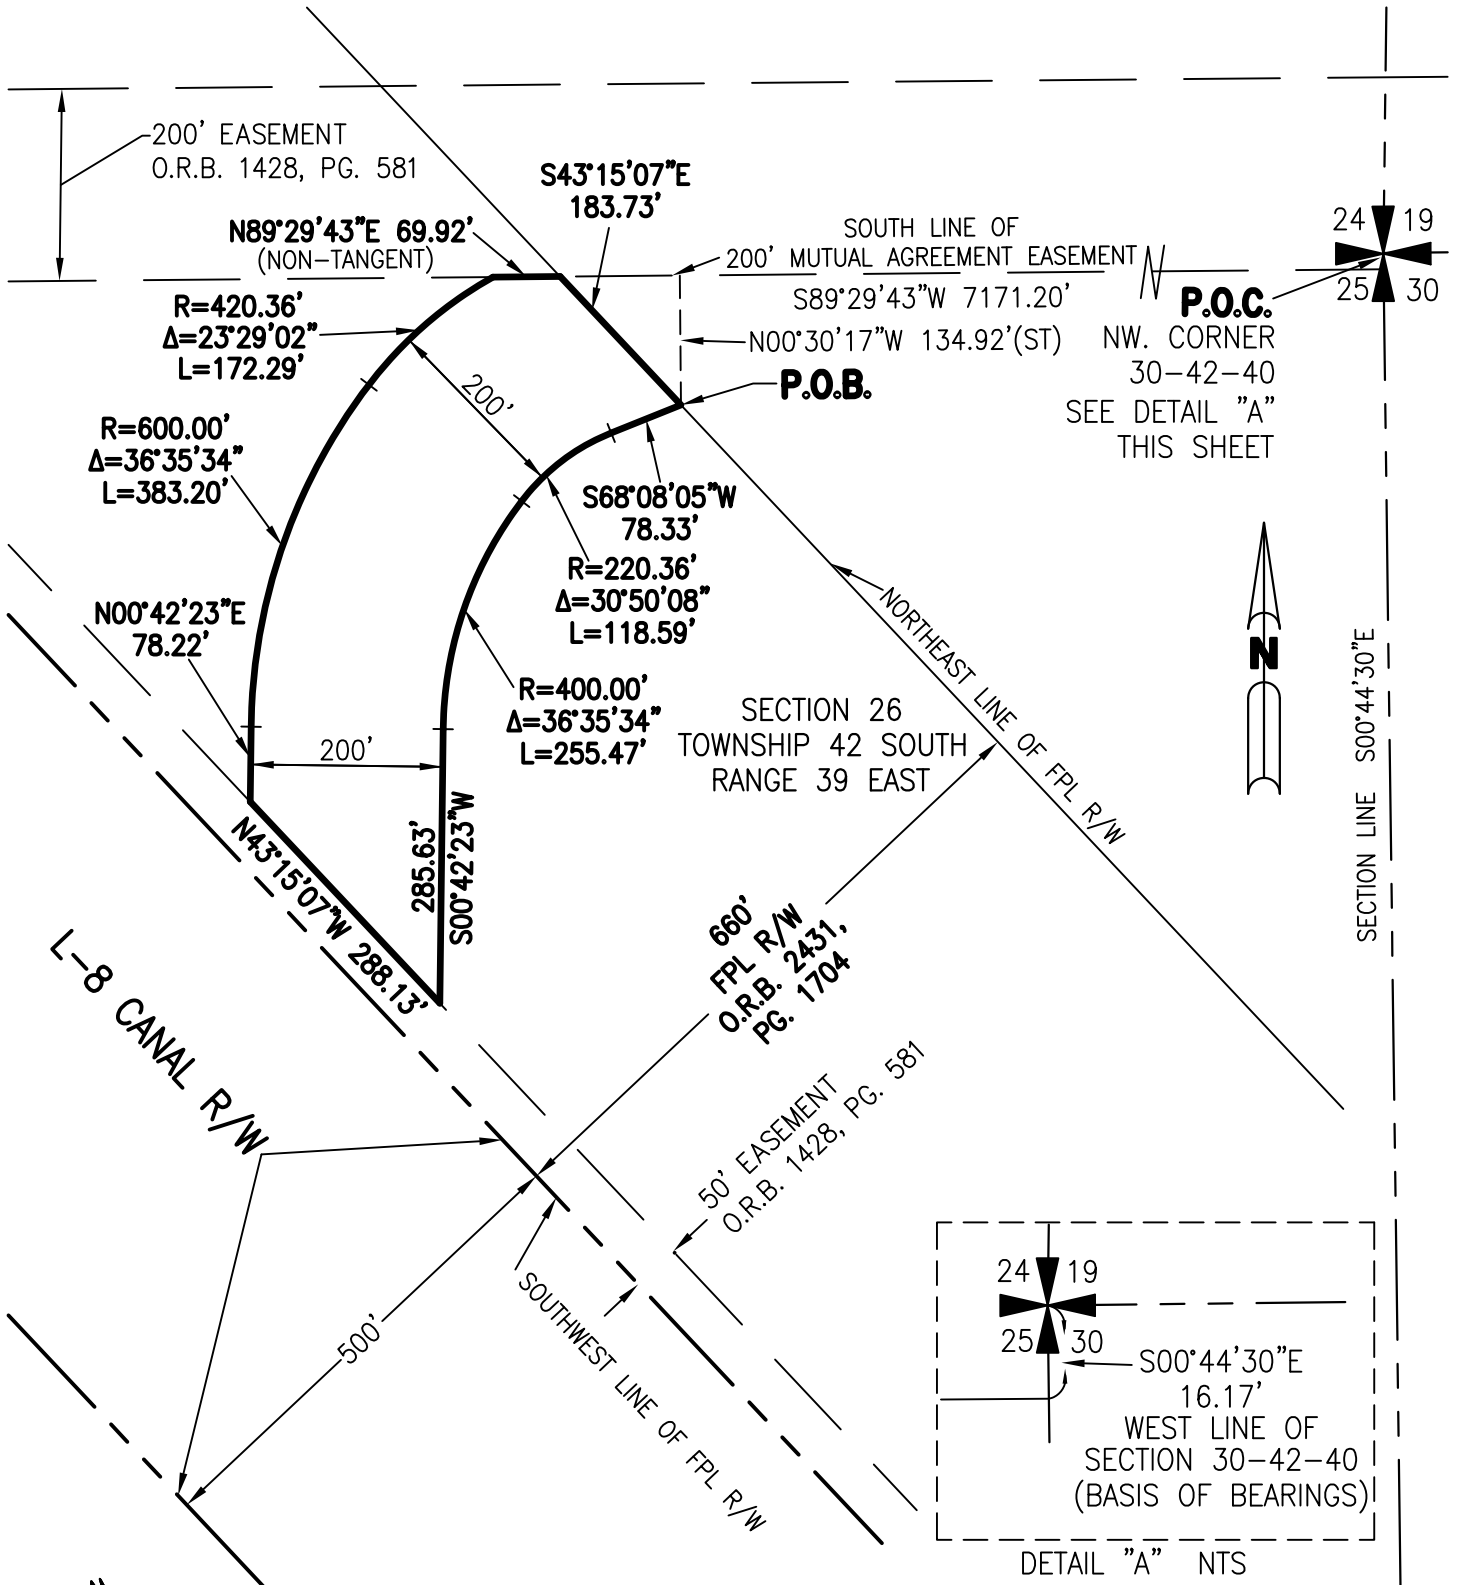 200' EASEMENT
O.R.B. 1428, PG. 581
S43°15'07"E
183.73'
N89°29'43"E 69.92'
(NON-TANGENT)
SOUTH LINE OF
200' MUTUAL AGREEMENT EASEMENT
S89°29'43"W 7171.20'
N00°30'17"W 134.92'(ST)
P.O.B.
24 19
25 30
P.O.C.
NW. CORNER
30-42-40
SEE DETAIL "A"
THIS SHEET
R=420.36'
Δ=23°29'02"
L=172.29'
200'
R=600.00'
Δ=36°35'34"
L=383.20'
S68°08'05"W
78.33'
R=220.36'
Δ=30°50'08"
L=118.59'
N00°42'23"E
78.22'
R=400.00'
Δ=36°35'34"
L=255.47'
200'
SECTION 26
TOWNSHIP 42 SOUTH
RANGE 39 EAST
NORTHEAST LINE OF FPL R/W
N
SECTION LINE S00°44'30"E
N43°15'07"W 288.13'
285.63'
S00°42'23"W
660'
FPL R/W
O.R.B. 2431,
PG. 1704
L-8 CANAL R/W
50' EASEMENT
O.R.B. 1428, PG. 581
500'
SOUTHWEST LINE OF FPL R/W
24 19
25 30
S00°44'30"E
16.17'
WEST LINE OF
SECTION 30-42-40
(BASIS OF BEARINGS)
DETAIL "A" NTS